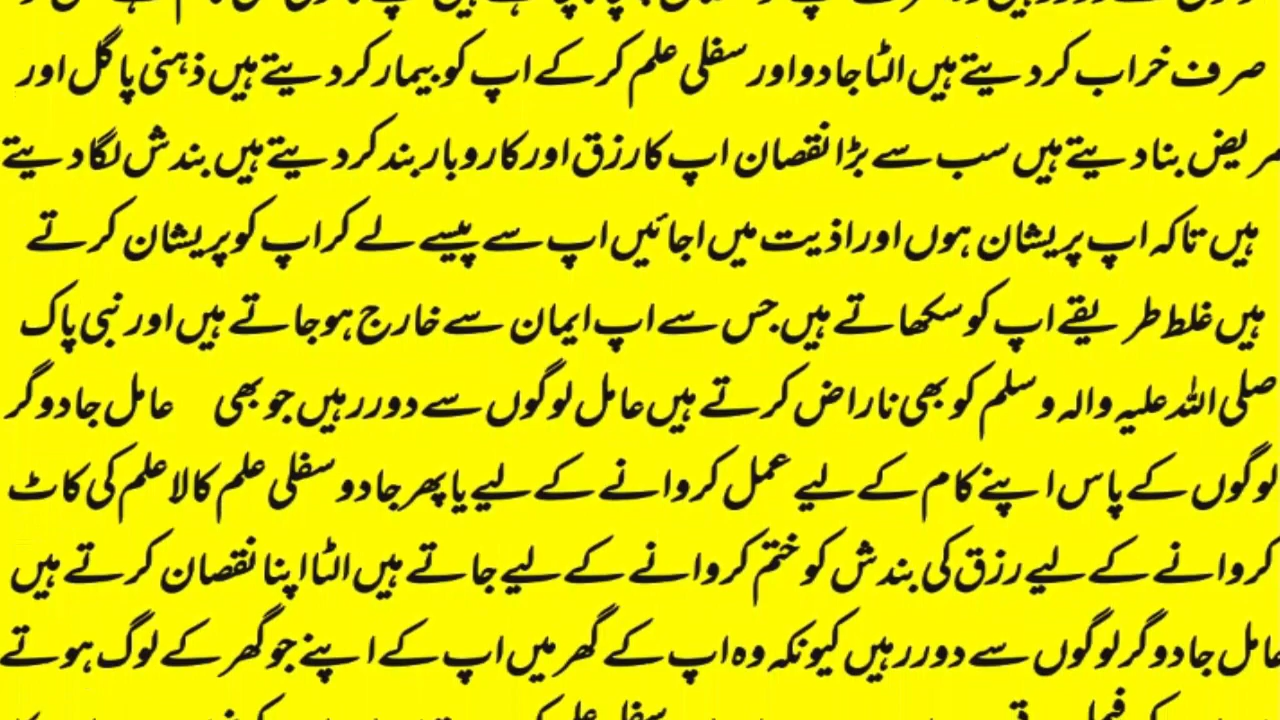 صرف خراب کر دیتے ہیں الٹا جادو اور سفلی علم کر کے اپ کو بیمار کر دیتے ہیں ذہنی پاگل اور
مریض بنا دیتے ہیں سب سے بڑا نقصان اپ کا رزق اور کاروبار بند کر دیتے ہیں بندش لگا دیتے
ہیں تاکہ اپ پریشان ہوں اور اذیت میں اجائیں اپ سے پیسے لے کر اپ کو پریشان کرتے
ہیں غلط طریقے اپ کو سکھاتے ہیں جس سے اپ ایمان سے خارج ہو جاتے ہیں اور نبی پاک
صلی اللہ علیہ والہ وسلم کو بھی ناراض کرتے ہیں عامل لوگوں سے دور رہیں جو بھی عامل جادوگر
لوگوں کے پاس اپنے کام کے لیے عمل کروانے کے لیے یا پھر جادو سفلی علم کالا علم کی کاٹ
کروانے کے لیے رزق کی بندش کو ختم کروانے کے لیے جاتے ہیں الٹا اپنا نقصان کرتے ہیں
عامل جادوگر لوگوں سے دور رہیں کیونکہ وہ اپ کے گھر میں اپ کے اپنے جو گھر کے لوگ ہوتے